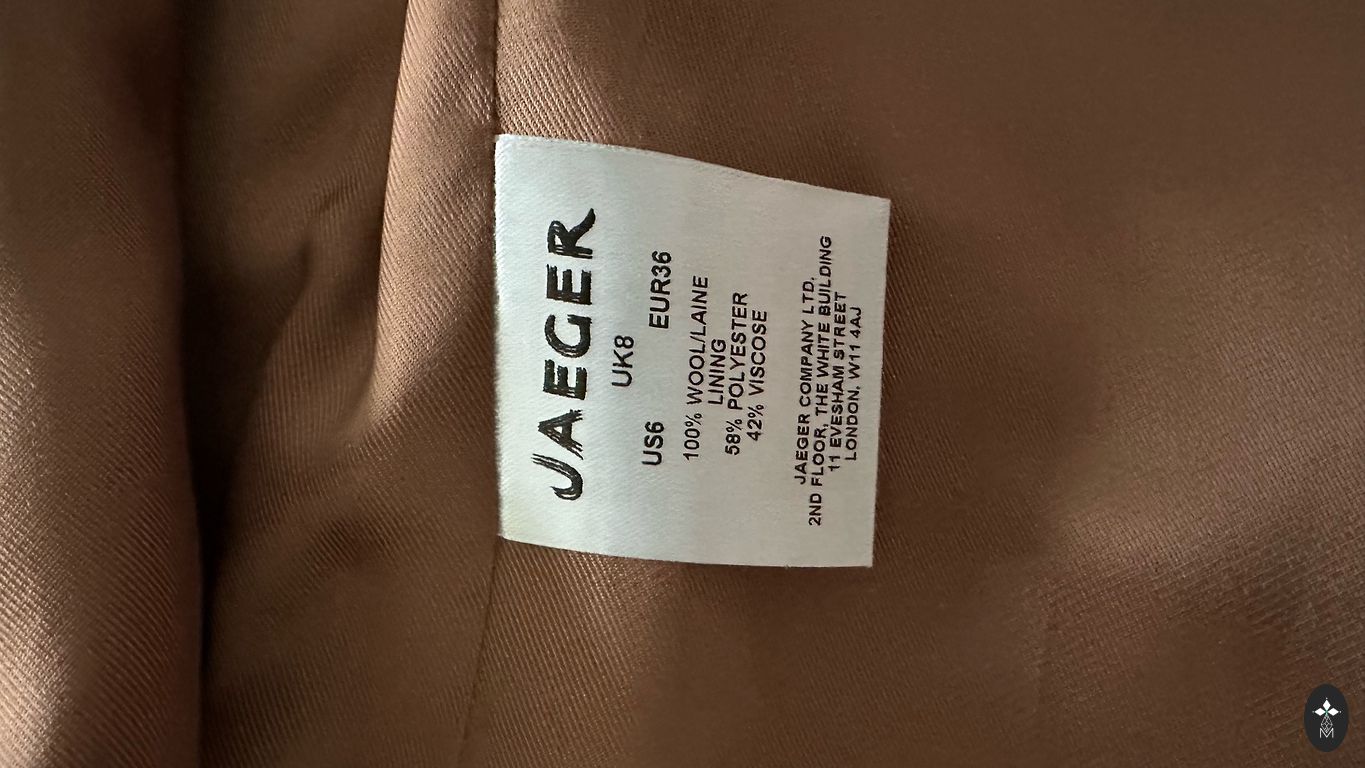 JAEGER
UK8
US6 EUR36
100% WOOL/LAINE
LINING
58% POLYESTER
42% VISCOSE
JAEGER COMPANY LTD.
2ND FLOOR, THE WHITE BUILDING
11 EVESHAM STREET
LONDON. W11 4AJ
M